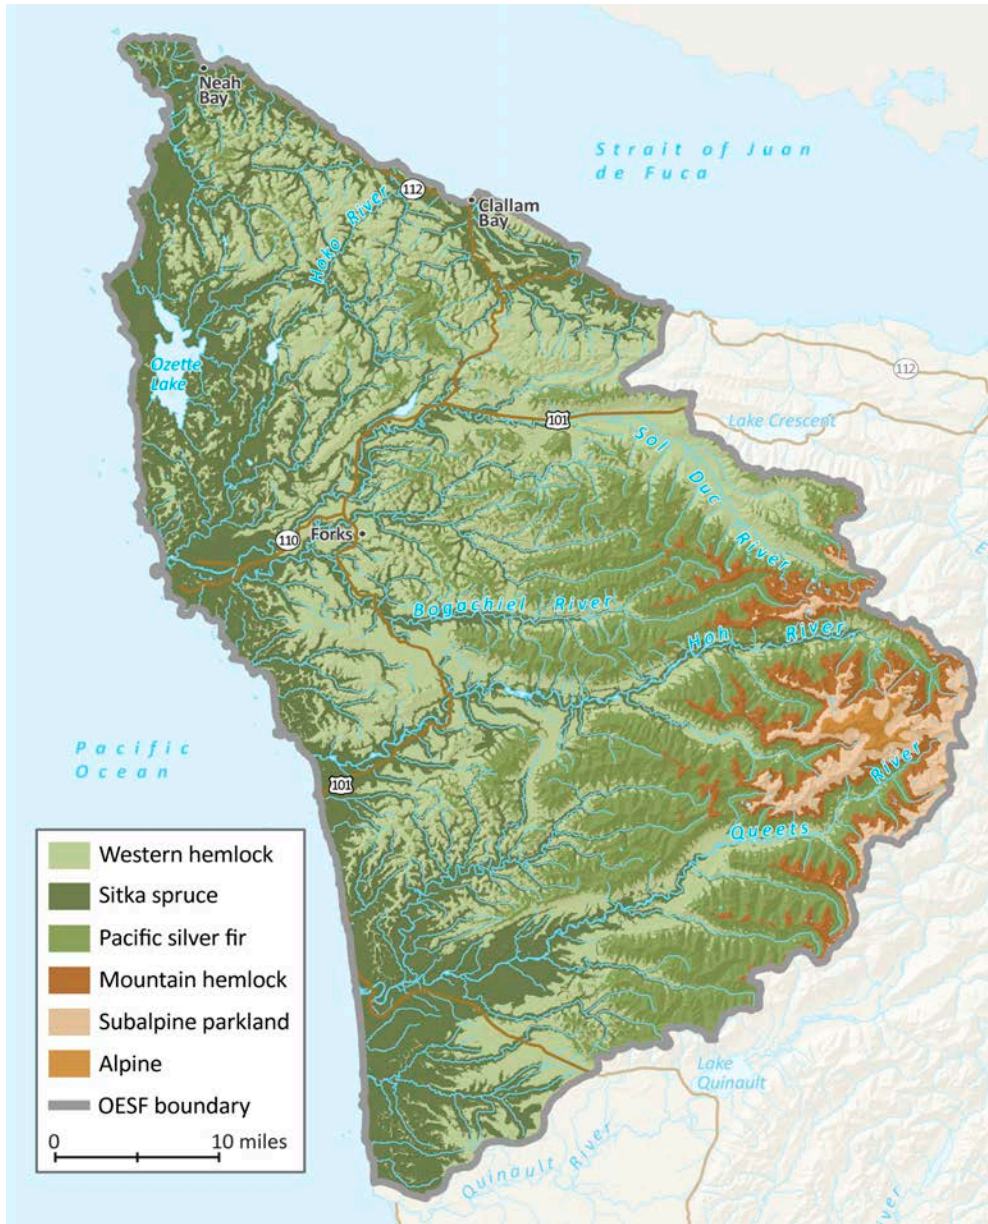 Neah
Bay
Strait of Juan
de Fuca
112
Clallam
Bay
Hoko River
Ozette
Lake
112
Lake Crescent
101
Sol Duc River
110
Forks
Bogachiel River
Hoh River
Pacific
Ocean
101
Queets River
Western hemlock
Sitka spruce
Pacific silver fir
Mountain hemlock
Subalpine parkland
Alpine
OESF boundary
0 10 miles
Lake
Quinault
Quinault River